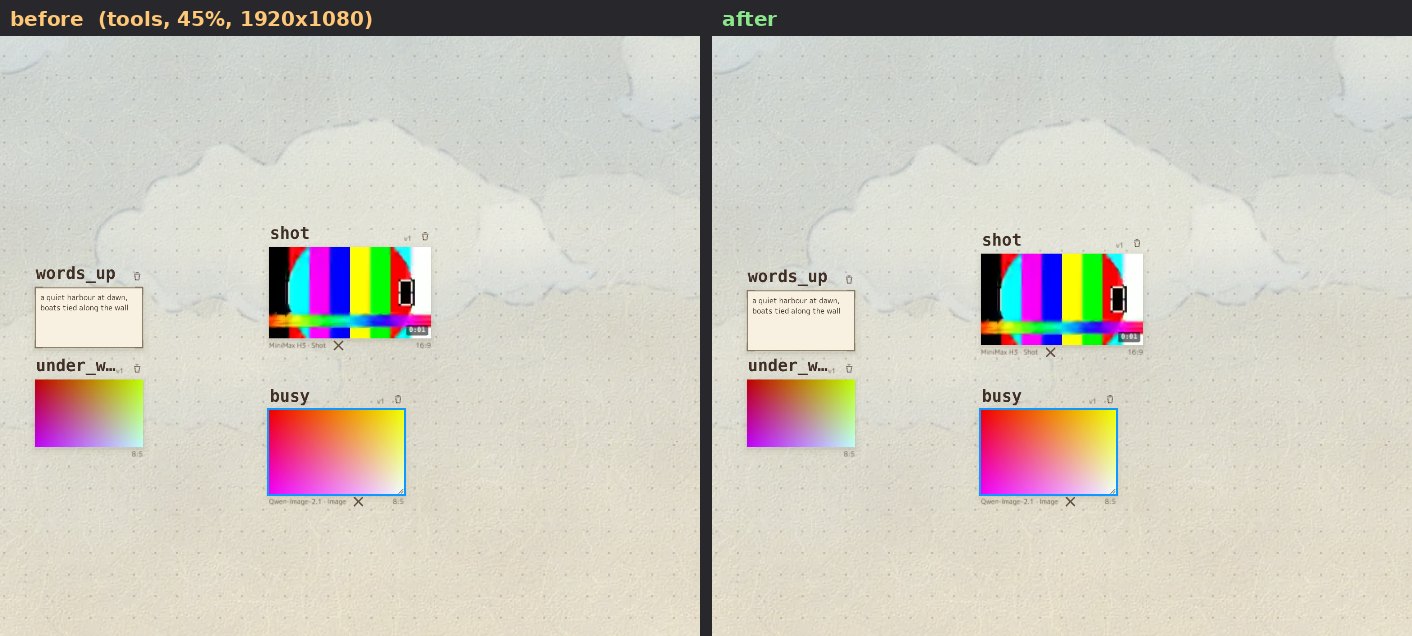 before (tools, 45%, 1920x1080)
after
shot
v1
words_up
a quiet harbour at dawn,
boats tied along the wall
0:01
MiniMax H3 · Shot
16:9
under_w…
v1
8:5
busy
v1
Qwen-Image-2.1 · Image
8:5
shot
v1
words_up
a quiet harbour at dawn,
boats tied along the wall
0:01
MiniMax H3 · Shot
16:9
under_w…
v1
8:5
busy
v1
Qwen-Image-2.1 · Image
8:5